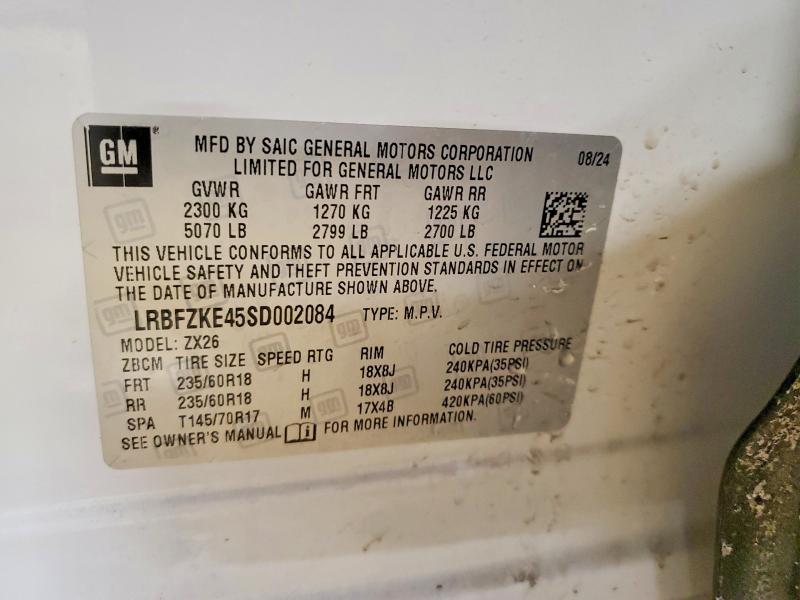 GM
MFD BY SAIC GENERAL MOTORS CORPORATION 08/24
LIMITED FOR GENERAL MOTORS LLC
GVWR GAWR FRT GAWR RR
2300 KG 1270 KG 1225 KG
5070 LB 2799 LB 2700 LB
THIS VEHICLE CONFORMS TO ALL APPLICABLE U.S. FEDERAL MOTOR
VEHICLE SAFETY AND THEFT PREVENTION STANDARDS IN EFFECT ON
THE DATE OF MANUFACTURE SHOWN ABOVE.
LRBFZKE45SD002084 TYPE: M.P.V.
MODEL: ZX26
ZBCM TIRE SIZE SPEED RTG RIM COLD TIRE PRESSURE
FRT 235/60R18 H 18X8J 240KPA(35PSI)
RR 235/60R18 H 18X8J 240KPA(35PSI)
SPA T145/70R17 M 17X4B 420KPA(60PSI)
SEE OWNER'S MANUAL i FOR MORE INFORMATION.